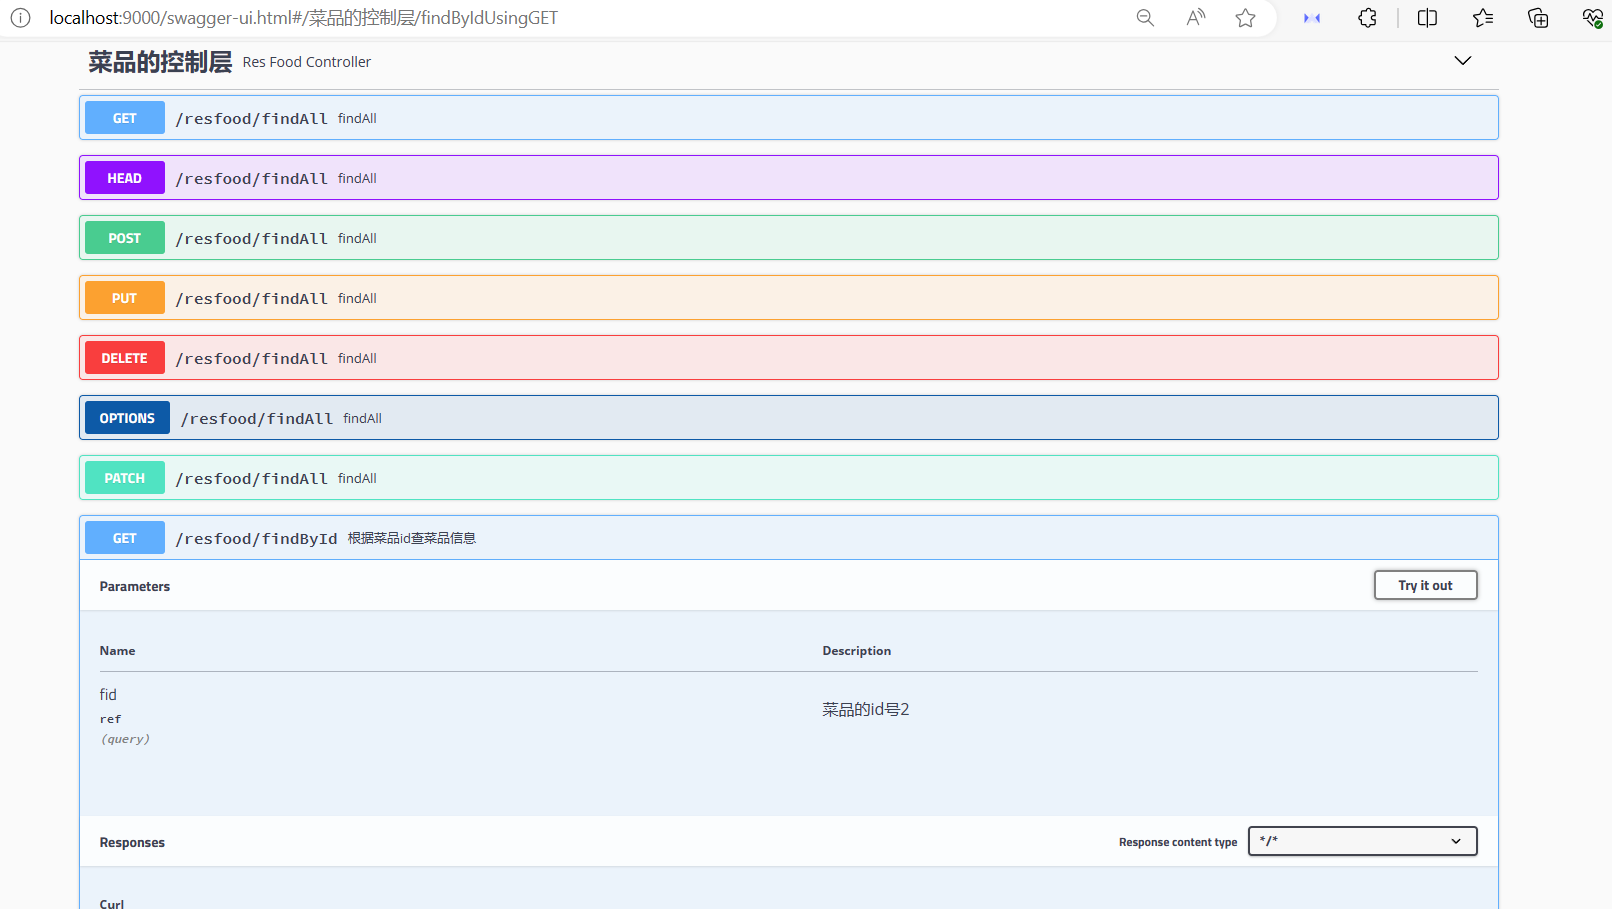 localhost:9000/swagger-ui.html#/菜品的控制层/findByIdUsingGET
菜品的控制层 Res Food Controller
GET /resfood/findAll findAll
HEAD /resfood/findAll findAll
POST /resfood/findAll findAll
PUT /resfood/findAll findAll
DELETE /resfood/findAll findAll
OPTIONS /resfood/findAll findAll
PATCH /resfood/findAll findAll
GET /resfood/findById 根据菜品id查菜品信息
Parameters Try it out
Name Description
fid
ref
(query)
菜品的id号2
Responses Response content type */*
Curl